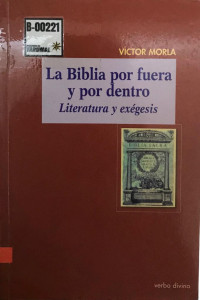 B-00221
VÍCTOR MORLA
La Biblia por fuera
y por dentro
Literatura y exégesis
verbo divino